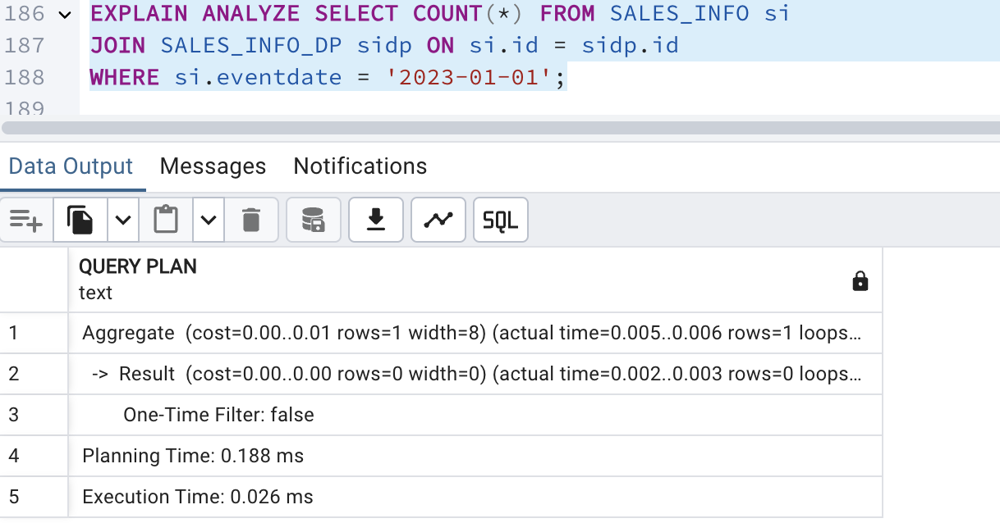 186 EXPLAIN ANALYZE SELECT COUNT(*) FROM SALES_INFO si
187 JOIN SALES_INFO_DP sidp ON si.id = sidp.id
188 WHERE si.eventdate = '2023-01-01';
189
Data Output Messages Notifications
SQL
QUERY PLAN
text
1 Aggregate (cost=0.00..0.01 rows=1 width=8) (actual time=0.005..0.006 rows=1 loops...
2 -> Result (cost=0.00..0.00 rows=0 width=0) (actual time=0.002..0.003 rows=0 loops...
3 One-Time Filter: false
4 Planning Time: 0.188 ms
5 Execution Time: 0.026 ms